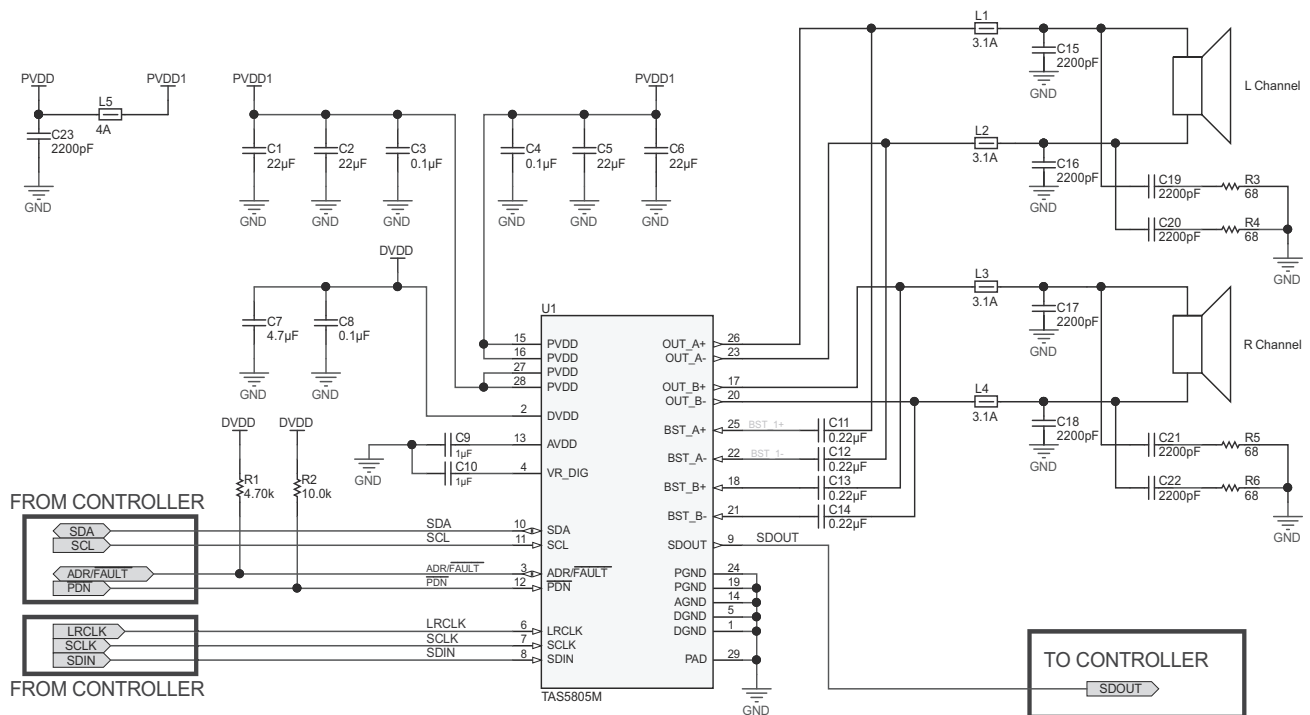 L1
3.1A
C15
2200pF
GND
L Channel
PVDD
PVDD1
L5
4A
C23
2200pF
GND
PVDD1
C1
22µF
C2
22µF
C3
0.1µF
GND
GND
GND
PVDD1
C4
0.1µF
C5
22µF
C6
22µF
GND
GND
GND
L2
3.1A
C16
2200pF
GND
C19
2200pF
R3
68
C20
2200pF
R4
68
GND
DVDD
C7
4.7µF
C8
0.1µF
GND
GND
L3
3.1A
C17
2200pF
GND
R Channel
L4
3.1A
C18
2200pF
GND
C21
2200pF
R5
68
C22
2200pF
R6
68
GND
U1
15 PVDD
16 PVDD
27 PVDD
28 PVDD
2 DVDD
13 AVDD
4 VR_DIG
10 SDA
11 SCL
3 ADR/FAULT
12 PDN
6 LRCLK
7 SCLK
8 SDIN
OUT_A+ 26
OUT_A- 23
OUT_B+ 17
OUT_B- 20
BST_A+ 25 BST_1+
BST_A- 22 BST_1-
BST_B+ 18
BST_B- 21
SDOUT 9 SDOUT
PGND 24
PGND 19
AGND 14
DGND 5
DGND 1
PAD 29
TAS5805M
GND
C11
0.22µF
C12
0.22µF
C13
0.22µF
C14
0.22µF
C9
1µF
C10
1µF
GND
DVDD
DVDD
R1
4.70k
R2
10.0k
FROM CONTROLLER
SDA
SCL
ADR/FAULT
PDN
SDA
SCL
ADR/FAULT
PDN
LRCLK
SCLK
SDIN
LRCLK
SCLK
SDIN
FROM CONTROLLER
TO CONTROLLER
SDOUT